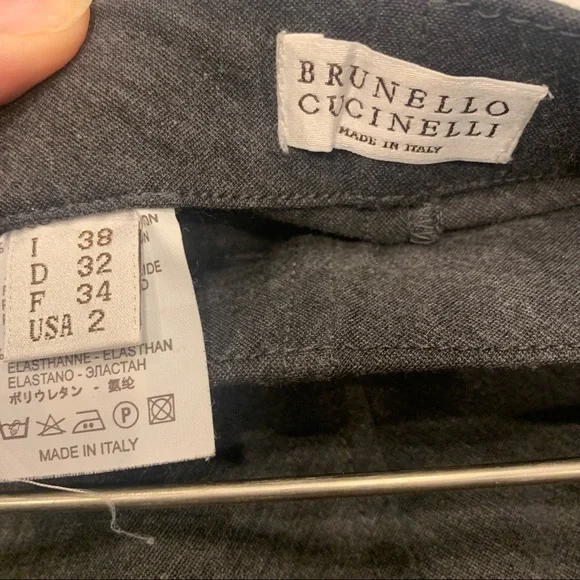 BRUNELLO
CUCINELLI
MADE IN ITALY
I 38
D 32
F 34
USA 2
ELASTHANNE - ELASTHAN
ELASTANO - ЭЛАСТАН
ポリウレタン - 氨纶
P
MADE IN ITALY